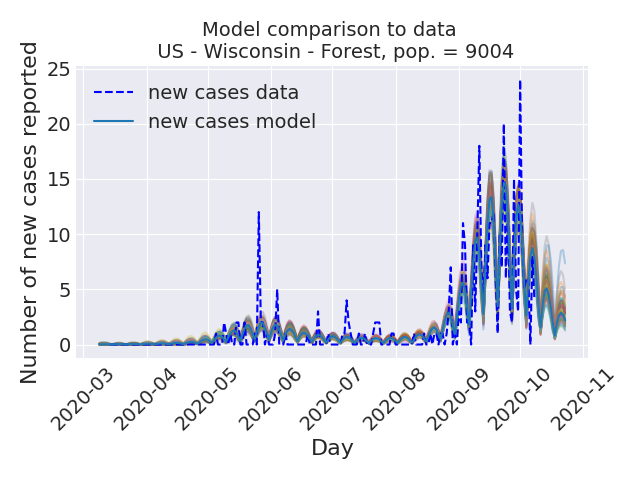 Model comparison to data
US - Wisconsin - Forest, pop. = 9004
Number of new cases reported
25
20
15
10
5
0
new cases data
new cases model
2020-03
2020-04
2020-05
2020-06
2020-07
2020-08
2020-09
2020-10
2020-11
Day